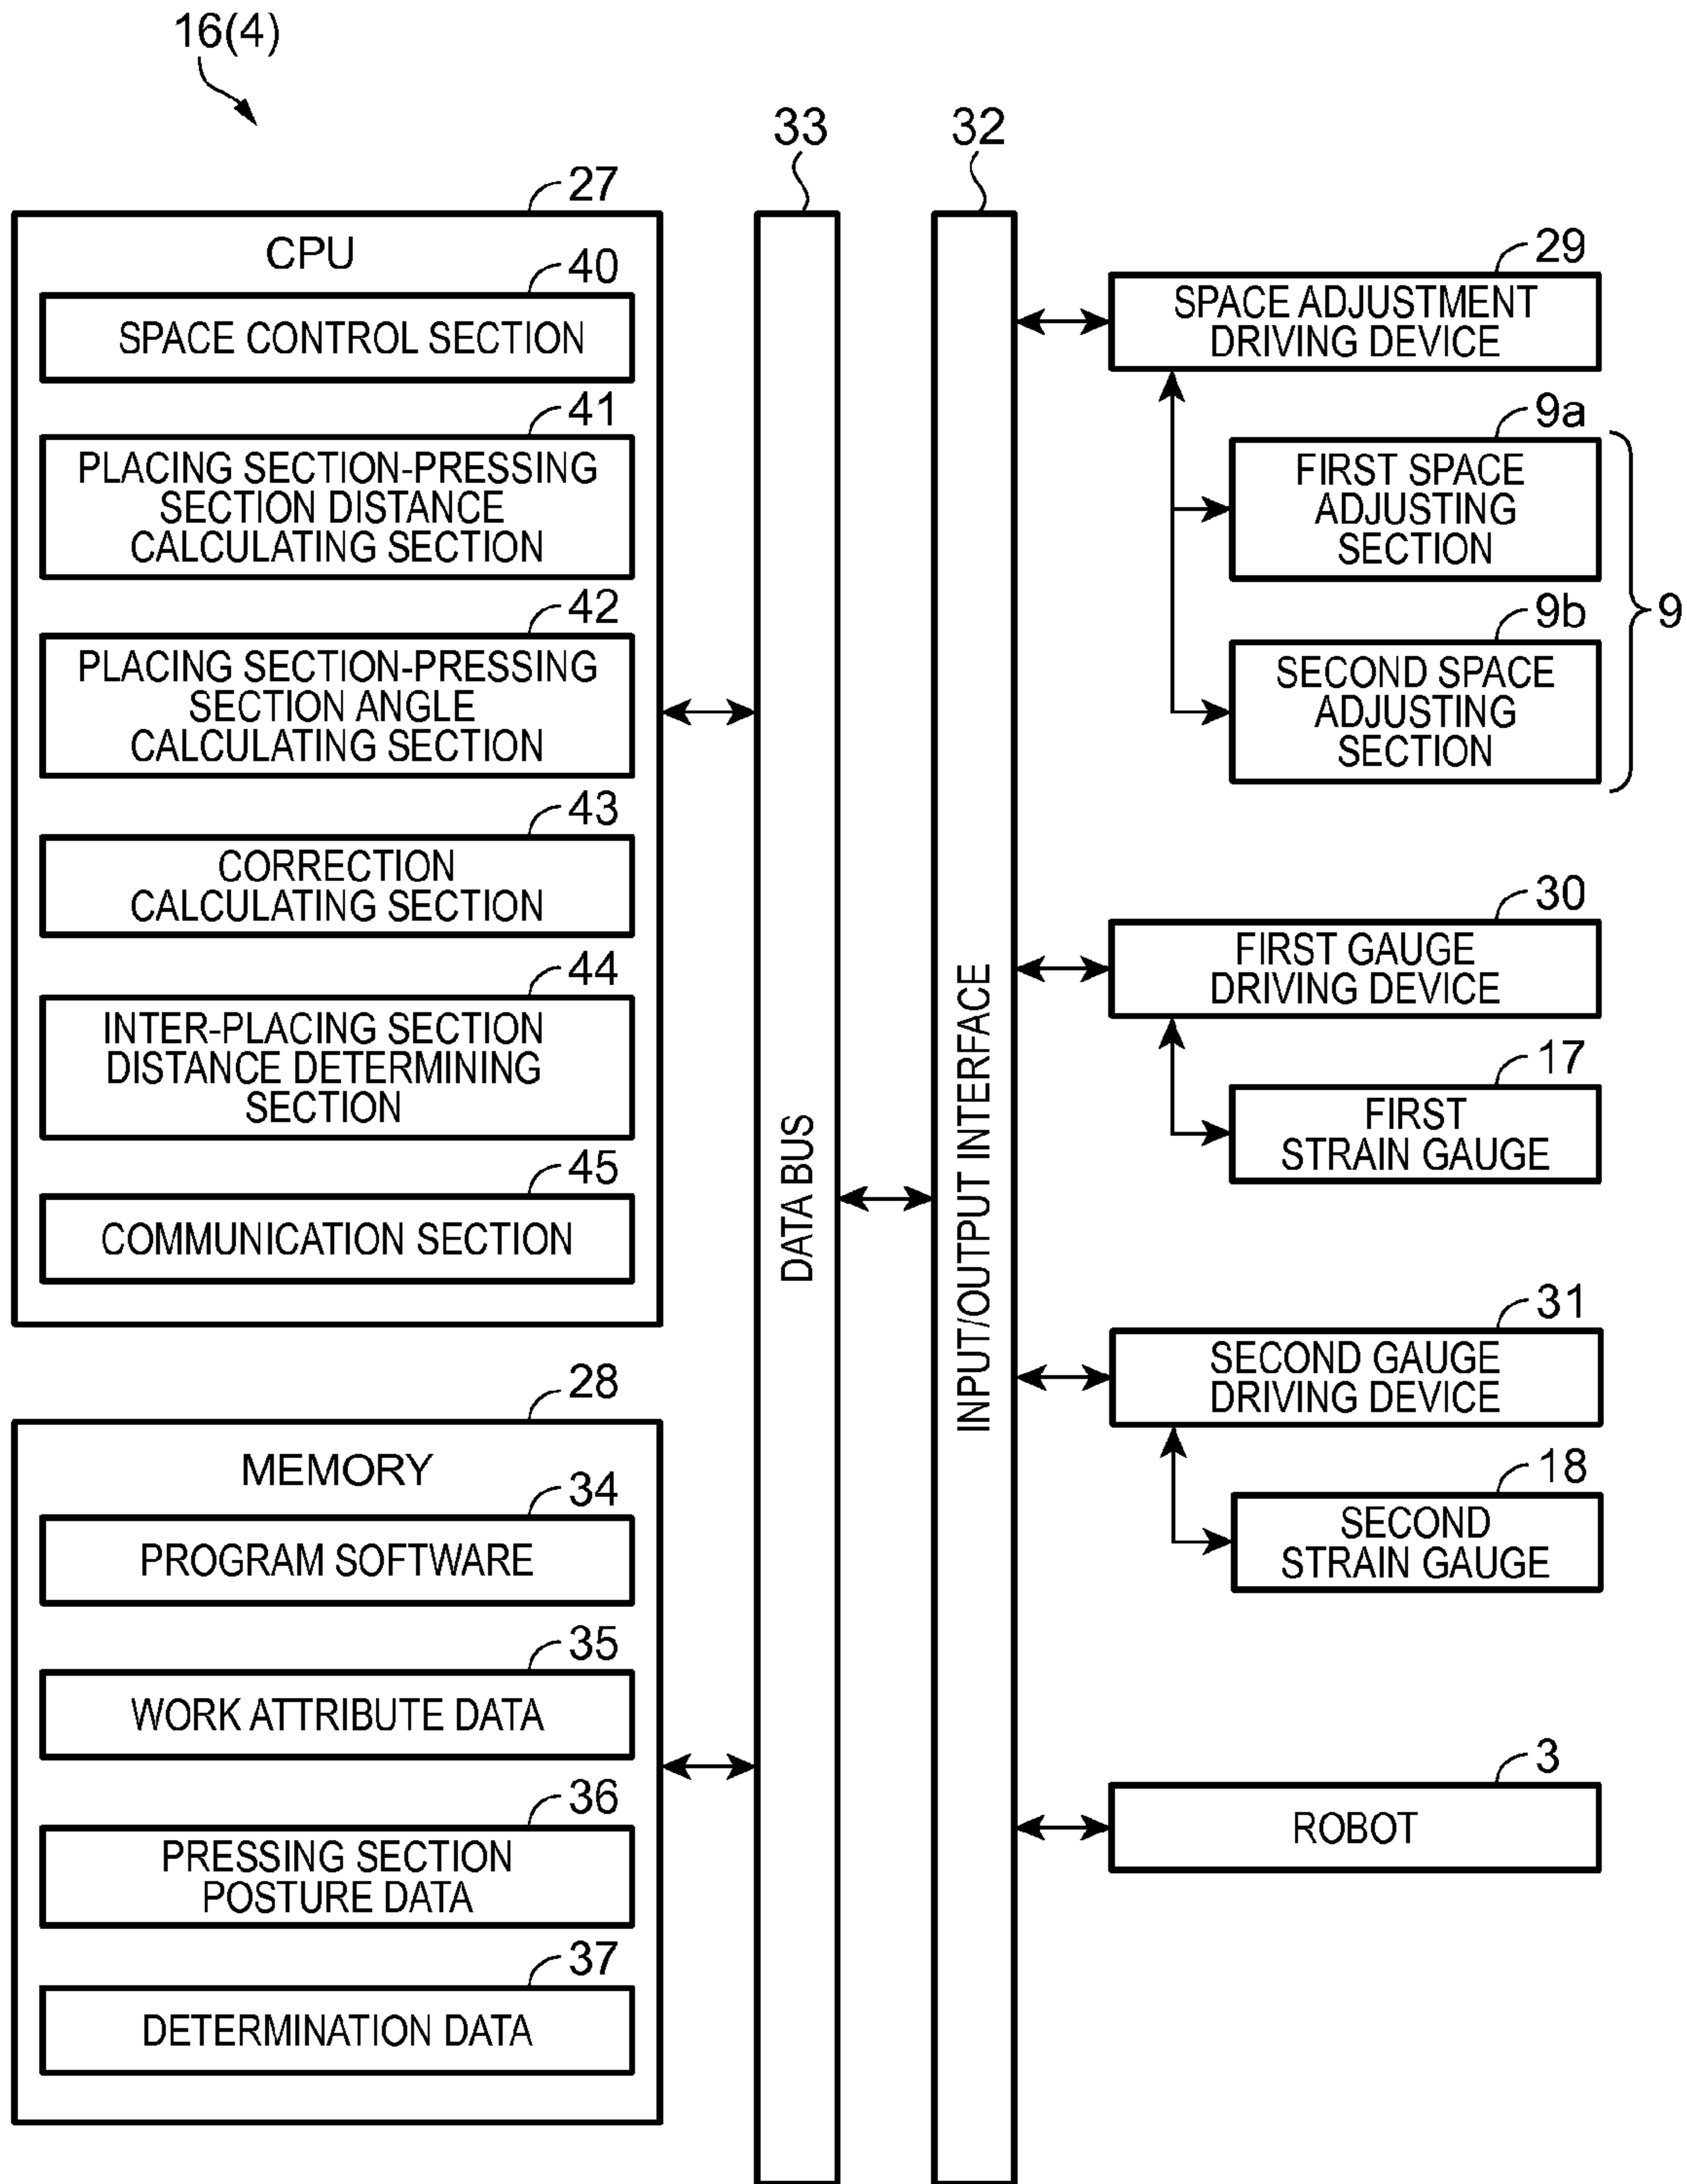 16(4)
33
32
27
CPU
40
SPACE CONTROL SECTION
41
PLACING SECTION-PRESSING
SECTION DISTANCE
CALCULATING SECTION
42
PLACING SECTION-PRESSING
SECTION ANGLE
CALCULATING SECTION
43
CORRECTION
CALCULATING SECTION
44
INTER-PLACING SECTION
DISTANCE DETERMINING
SECTION
45
COMMUNICATION SECTION
28
MEMORY
34
PROGRAM SOFTWARE
35
WORK ATTRIBUTE DATA
36
PRESSING SECTION
POSTURE DATA
37
DETERMINATION DATA
DATA BUS
INPUT/OUTPUT INTERFACE
29
SPACE ADJUSTMENT
DRIVING DEVICE
9a
FIRST SPACE
ADJUSTING
SECTION
9b
SECOND SPACE
ADJUSTING
SECTION
9
30
FIRST GAUGE
DRIVING DEVICE
17
FIRST
STRAIN GAUGE
31
SECOND GAUGE
DRIVING DEVICE
18
SECOND
STRAIN GAUGE
3
ROBOT